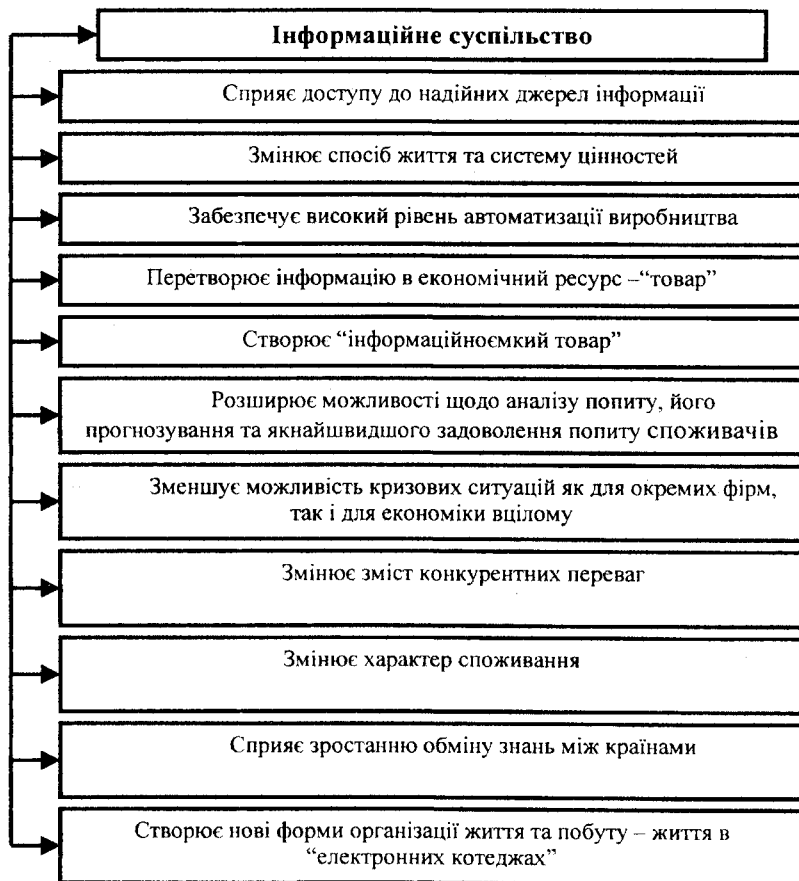 Інформаційне суспільство
Сприяє доступу до надійних джерел інформації
Змінює спосіб життя та систему цінностей
Забезпечує високий рівень автоматизації виробництва
Перетворює інформацію в економічний ресурс –“товар”
Створює “інформаційноємкий товар”
Розширює можливості щодо аналізу попиту, його
прогнозування та якнайшвидшого задоволення попиту споживачів
Зменшує можливість кризових ситуацій як для окремих фірм,
так і для економіки вцілому
Змінює зміст конкурентних переваг
Змінює характер споживання
Сприяє зростанню обміну знань між країнами
Створює нові форми організації життя та побуту – життя в
“електронних котеджах”